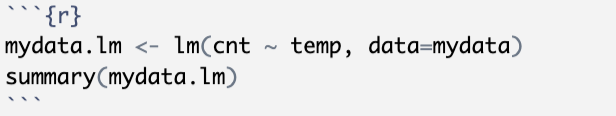 ```{r}
mydata.lm <- lm(cnt ~ temp, data=mydata)
summary(mydata.lm)
```